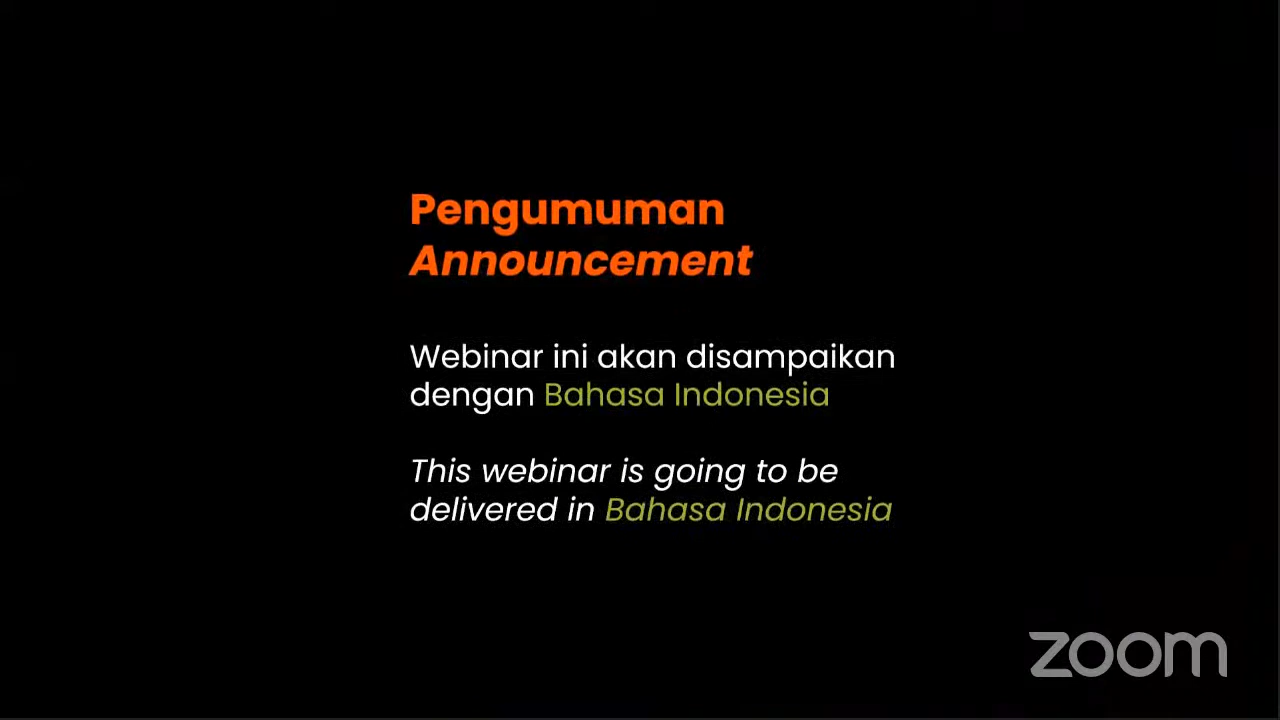 Pengumuman
Announcement
Webinar ini akan disampaikan
dengan Bahasa Indonesia
This webinar is going to be
delivered in Bahasa Indonesia
zoom